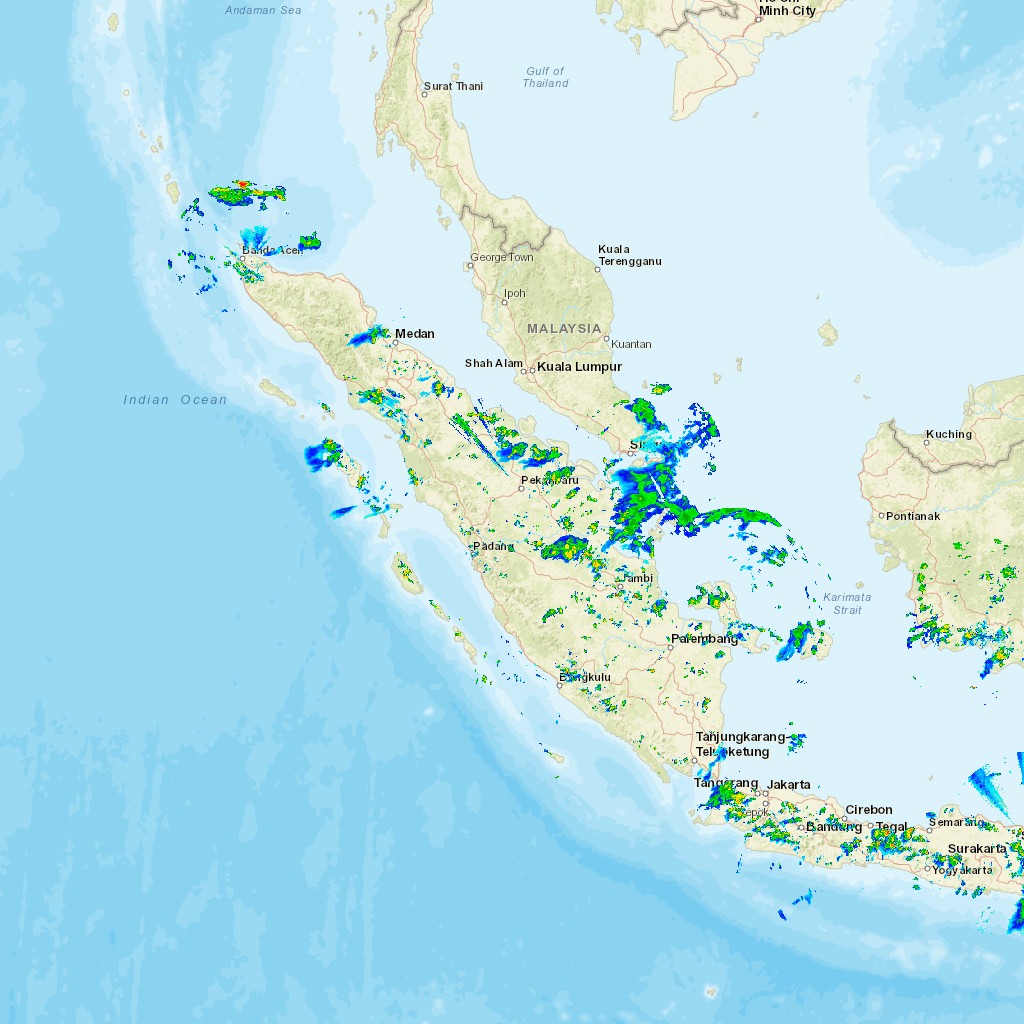 Andaman Sea
Minh City
Gulf of
Thailand
Surat Thani
Banda Aceh
George Town
Kuala
Terengganu
Ipoh
MALAYSIA
Medan
Kuantan
Shah Alam
Kuala Lumpur
Indian Ocean
Kuching
Pekanbaru
Pontianak
Padang
Jambi
Karimata
Strait
Palembang
Bengkulu
Tanjungkarang-
Telukbetung
Tangerang
Jakarta
Cirebon
Bandung
Tegal
Semarang
Surakarta
Yogyakarta